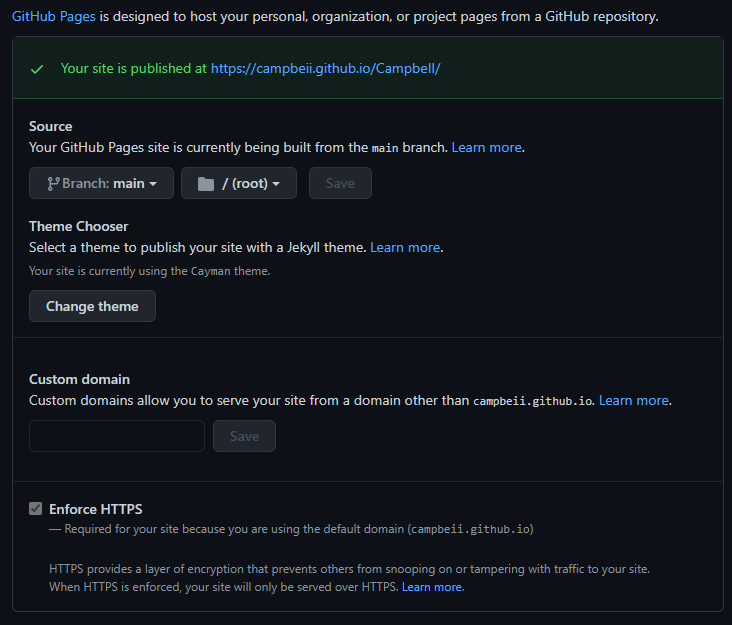 GitHub Pages is designed to host your personal, organization, or project pages from a GitHub repository.
Your site is published at https://campbeii.github.io/Campbell/
Source
Your GitHub Pages site is currently being built from the main branch. Learn more.
Branch: main
/ (root)
Save
Theme Chooser
Select a theme to publish your site with a Jekyll theme. Learn more.
Your site is currently using the Cayman theme.
Change theme
Custom domain
Custom domains allow you to serve your site from a domain other than campbeii.github.io. Learn more.
Save
Enforce HTTPS
— Required for your site because you are using the default domain (campbeii.github.io)
HTTPS provides a layer of encryption that prevents others from snooping on or tampering with traffic to your site.
When HTTPS is enforced, your site will only be served over HTTPS. Learn more.